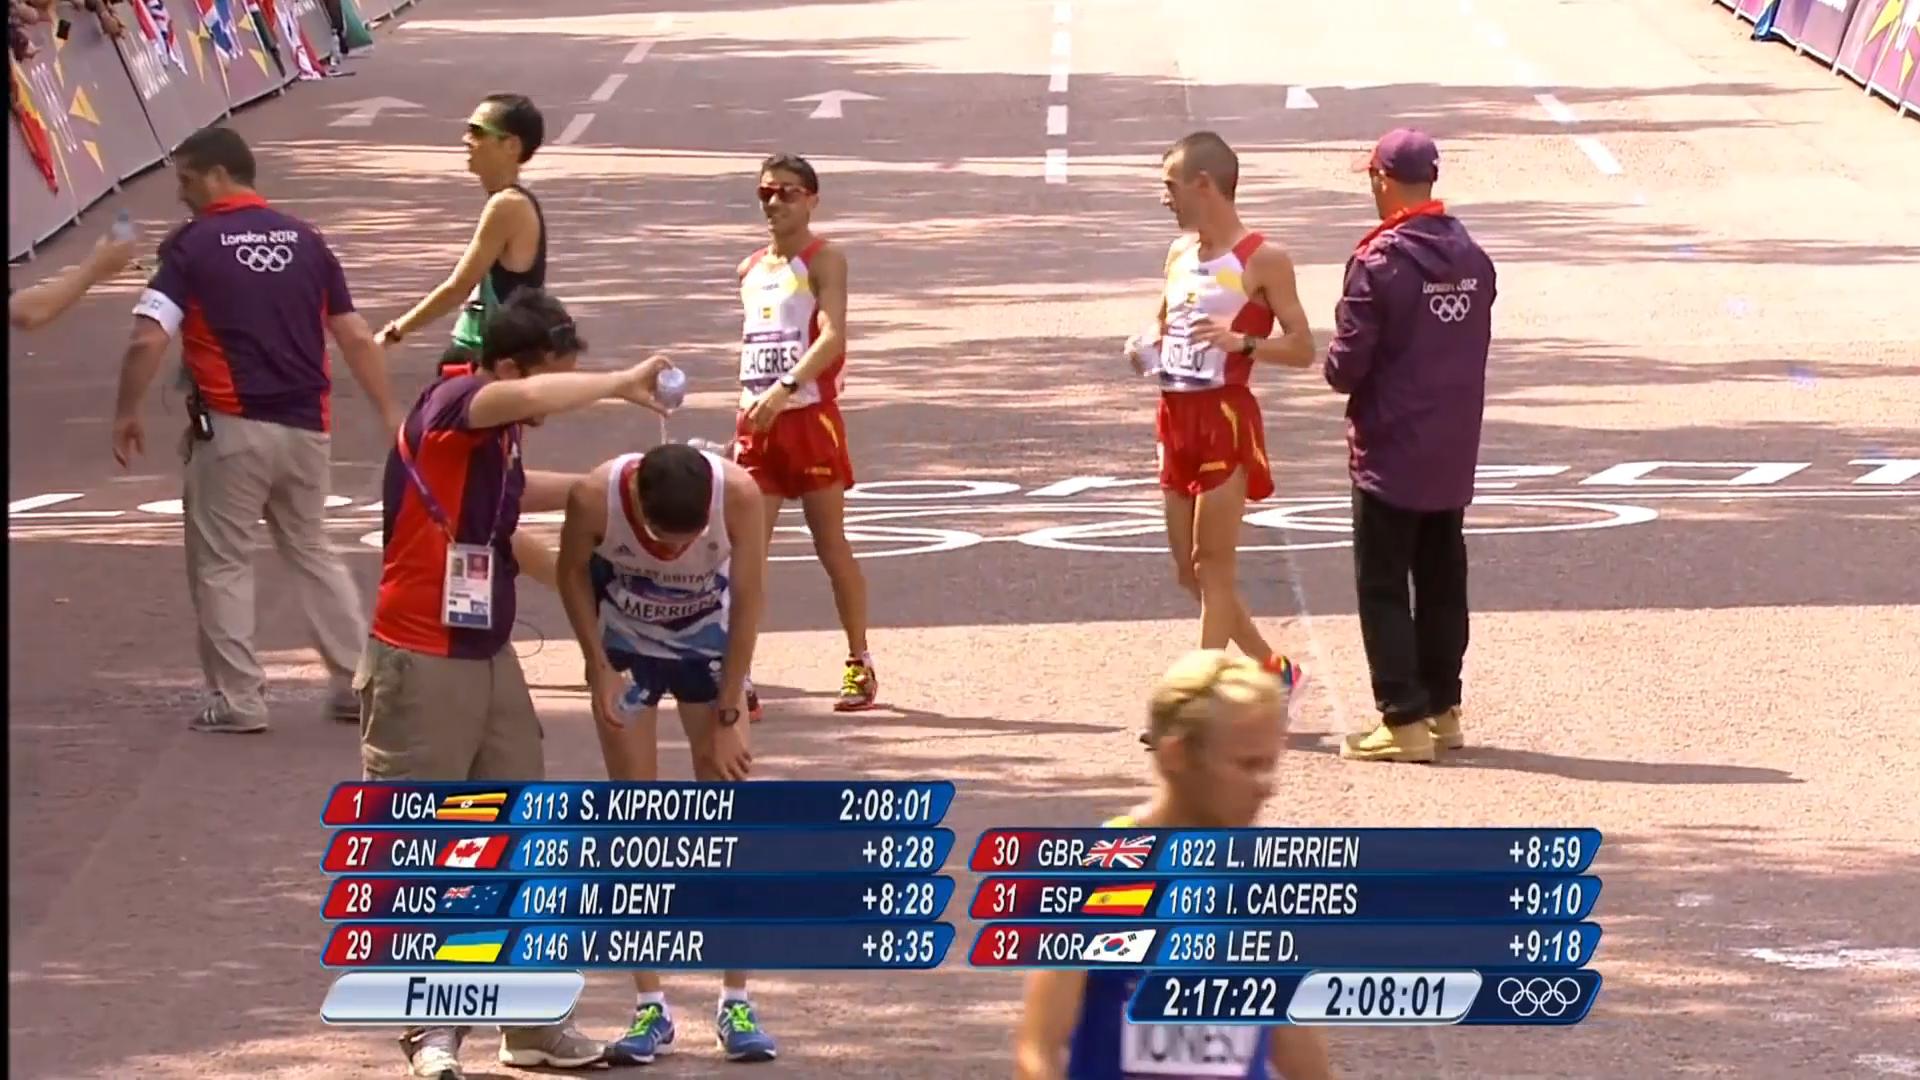 London 2012
London 2012
CACERES
GREAT BRITAIN
MERRIEN
1 UGA 3113 S. KIPROTICH 2:08:01
27 CAN 1285 R. COOLSAET +8:28
28 AUS 1041 M. DENT +8:28
29 UKR 3146 V. SHAFAR +8:35
30 GBR 1822 L. MERRIEN +8:59
31 ESP 1613 I. CACERES +9:10
32 KOR 2358 LEE D. +9:18
FINISH
2:17:22 2:08:01